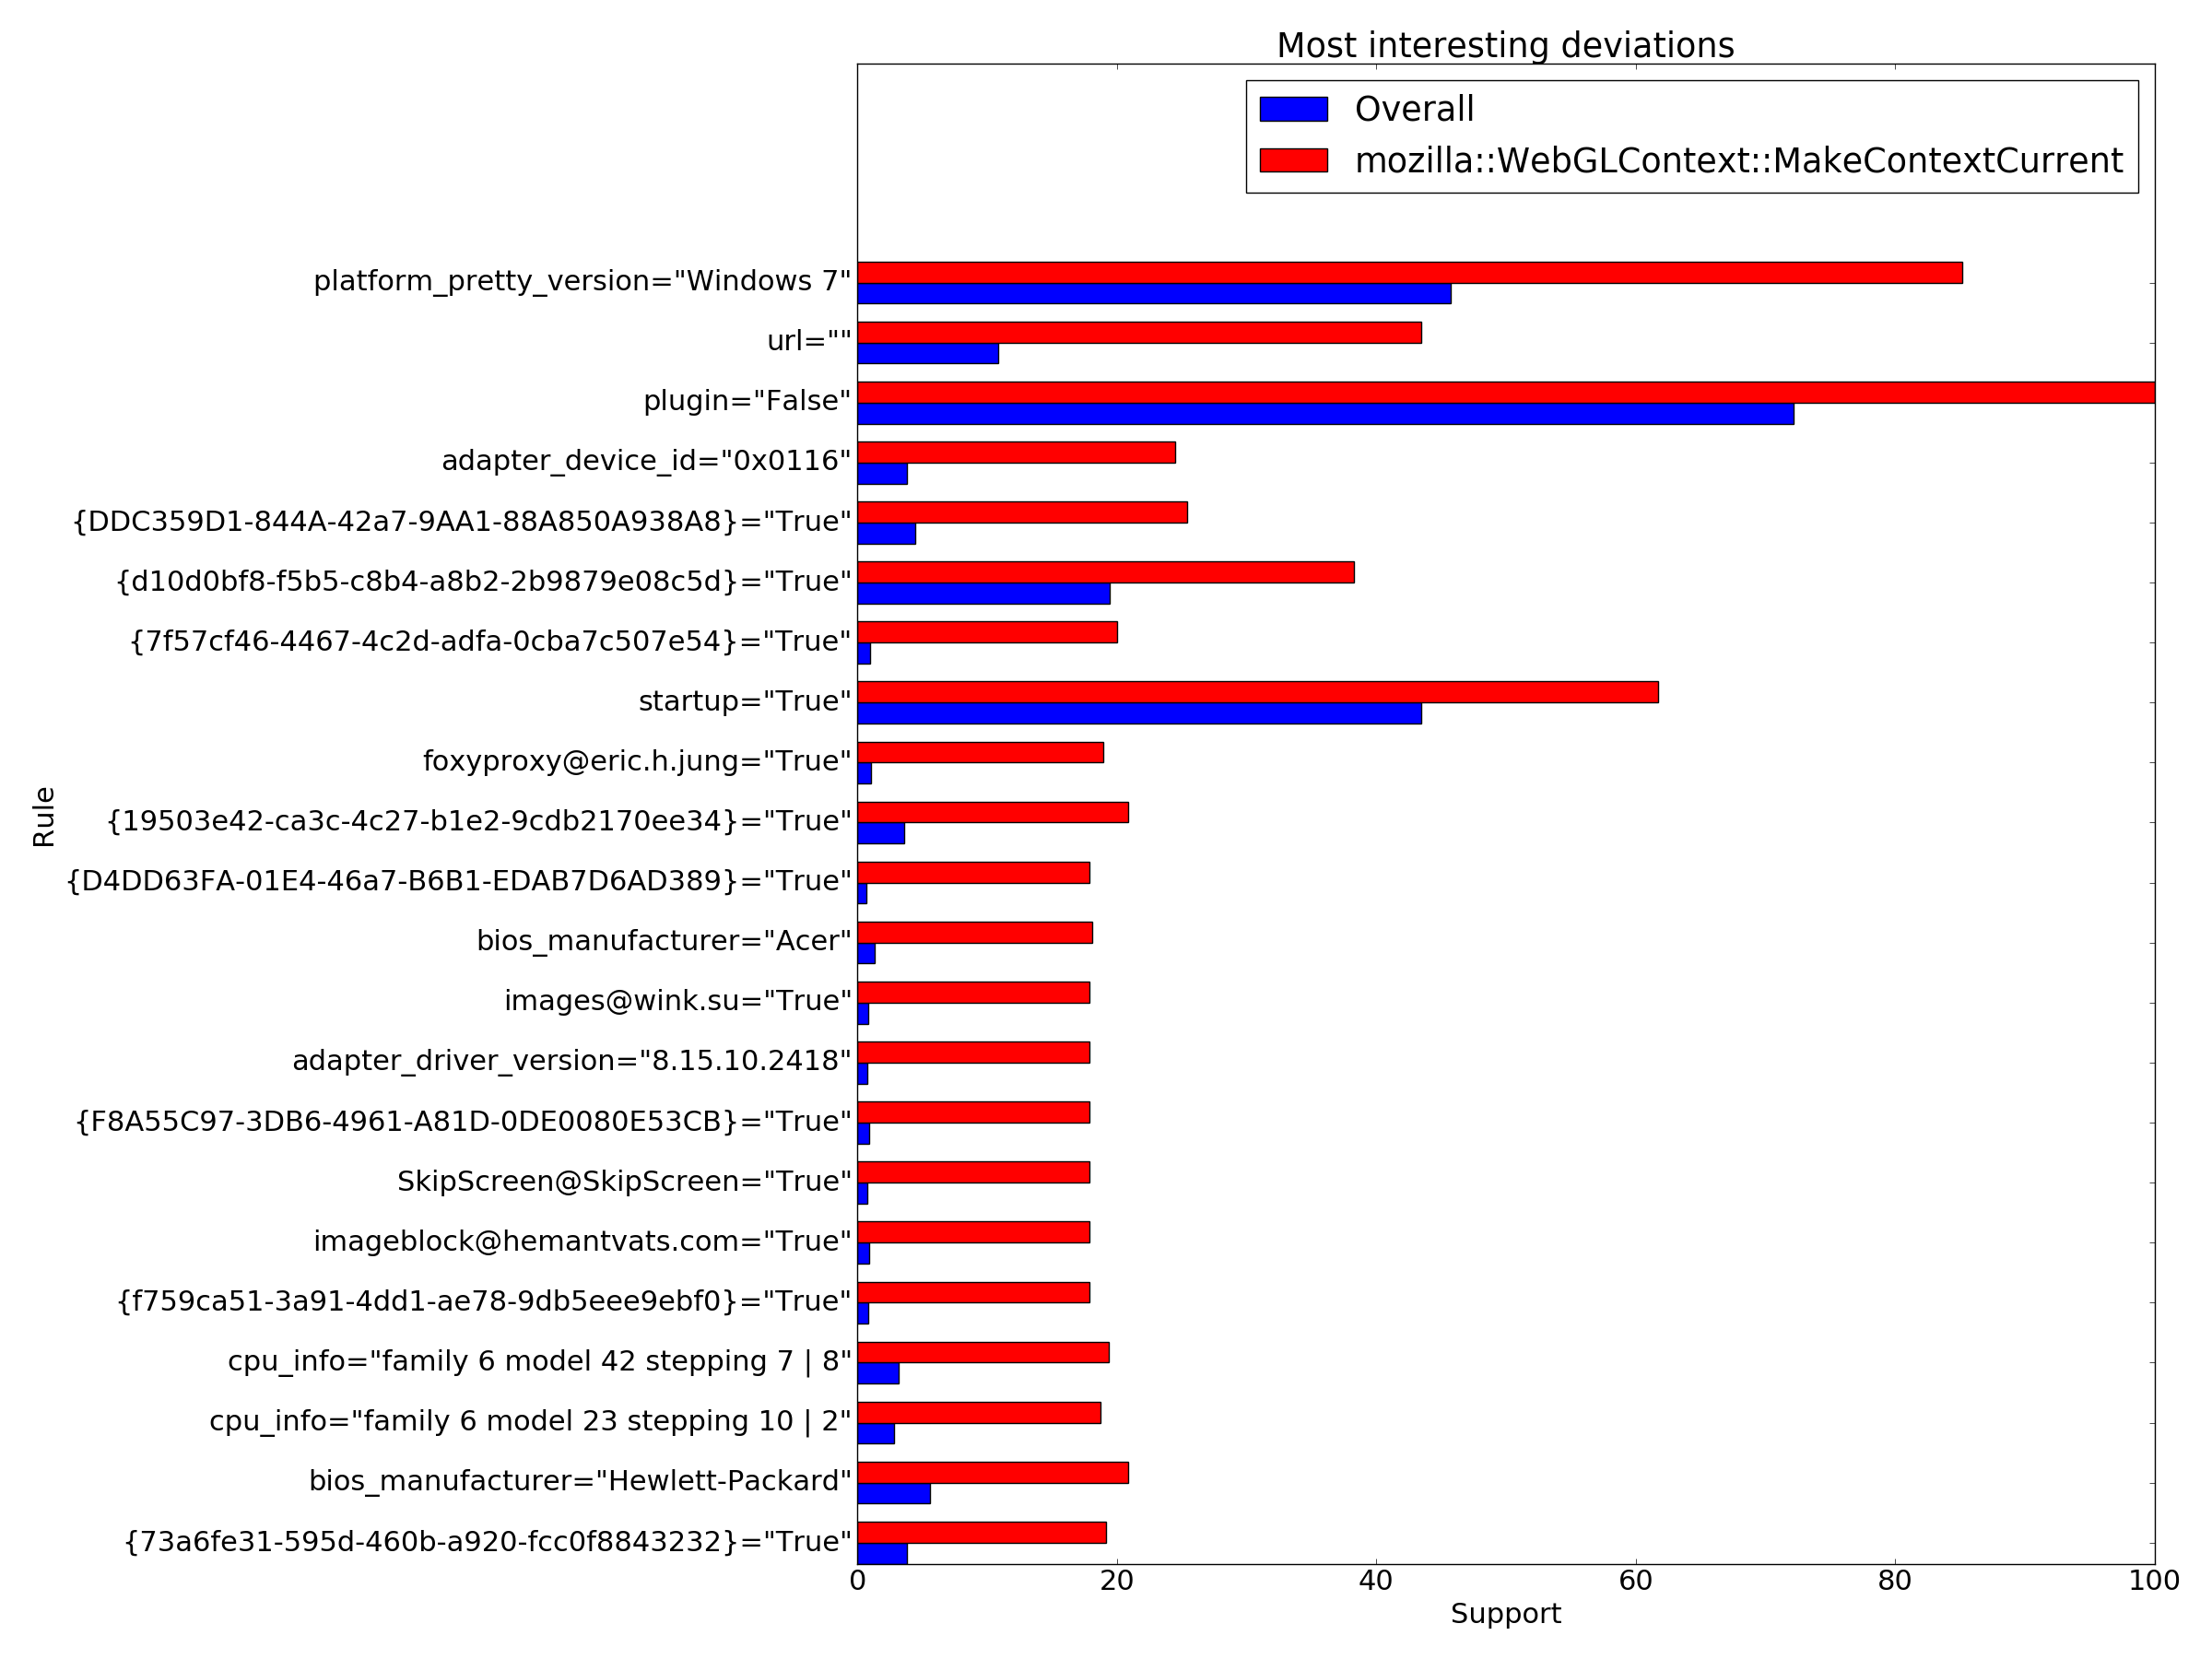 Most interesting deviations
Overall
mozilla::WebGLContext::MakeContextCurrent
platform_pretty_version="Windows 7"
url=""
plugin="False"
adapter_device_id="0x0116"
{DDC359D1-844A-42a7-9AA1-88A850A938A8}="True"
{d10d0bf8-f5b5-c8b4-a8b2-2b9879e08c5d}="True"
{7f57cf46-4467-4c2d-adfa-0cba7c507e54}="True"
startup="True"
foxyproxy@eric.h.jung="True"
{19503e42-ca3c-4c27-b1e2-9cdb2170ee34}="True"
{D4DD63FA-01E4-46a7-B6B1-EDAB7D6AD389}="True"
bios_manufacturer="Acer"
images@wink.su="True"
adapter_driver_version="8.15.10.2418"
{F8A55C97-3DB6-4961-A81D-0DE0080E53CB}="True"
SkipScreen@SkipScreen="True"
imageblock@hemantvats.com="True"
{f759ca51-3a91-4dd1-ae78-9db5eee9ebf0}="True"
cpu_info="family 6 model 42 stepping 7 | 8"
cpu_info="family 6 model 23 stepping 10 | 2"
bios_manufacturer="Hewlett-Packard"
{73a6fe31-595d-460b-a920-fcc0f8843232}="True"
Rule
0 20 40 60 80 100
Support